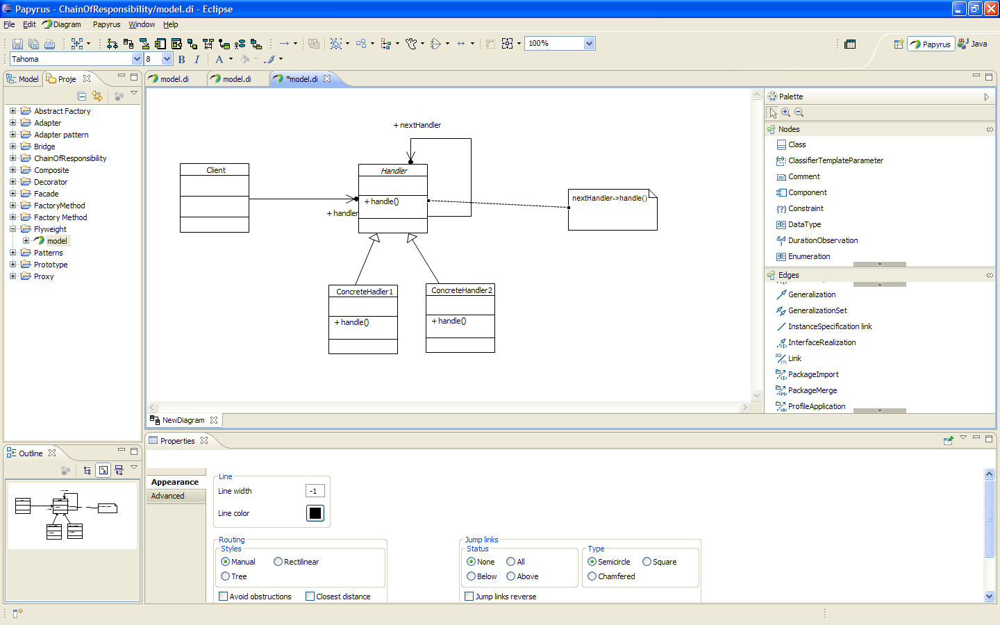 Papyrus - ChainOfResponsibility/model.di - Eclipse
File Edit Diagram Papyrus Window Help
100%
Papyrus Java
Tahoma 8 B I A
Model Proje
model.di model.di *model.di
Abstract Factory
Adapter
Adapter pattern
Bridge
ChainOfResponsibility
Composite
Decorator
Facade
FactoryMethod
Factory Method
Flyweight
model
Patterns
Prototype
Proxy
+ nextHandler
Client
Handler
+ handle()
+ handler
nextHandler->handle()
ConcreteHadler1
+ handle()
ConcreteHandler2
+ handle()
NewDiagram
Palette
Nodes
Class
ClassifierTemplateParameter
Comment
Component
Constraint
DataType
DurationObservation
Enumeration
Edges
Generalization
GeneralizationSet
InstanceSpecification link
InterfaceRealization
Link
PackageImport
PackageMerge
ProfileApplication
Outline
Properties
Appearance
Advanced
Line
Line width -1
Line color
Routing
Styles
Manual Rectilinear
Tree
Avoid obstructions Closest distance
Jump links
Status
None All
Below Above
Type
Semicircle Square
Chamfered
Jump links reverse